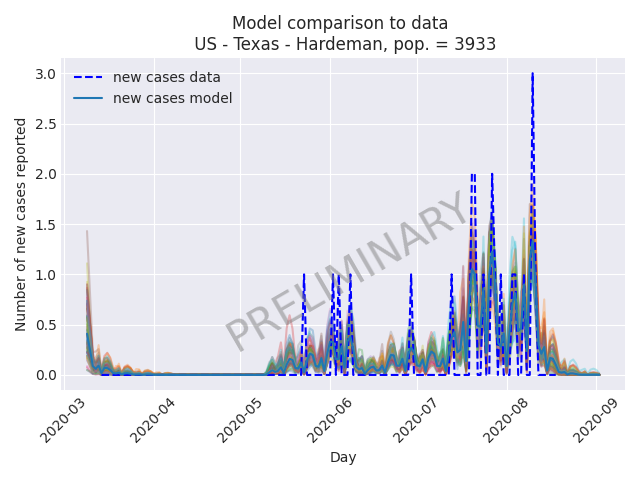 Model comparison to data
US - Texas - Hardeman, pop. = 3933
new cases data
new cases model
Number of new cases reported
3.0
2.5
2.0
1.5
1.0
0.5
0.0
PRELIMINARY
2020-03
2020-04
2020-05
2020-06
2020-07
2020-08
2020-09
Day